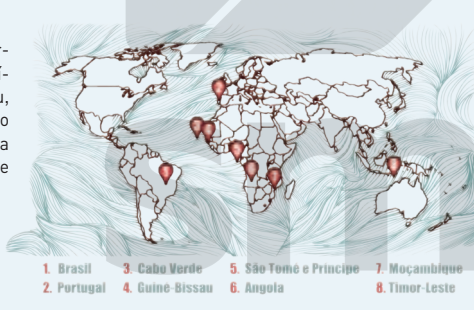 r-
í-
u,
o
a
e
sm
1. Brasil 3. Cabo Verde 5. São Tomé e Príncipe 7. Moçambique
2. Portugal 4. Guiné-Bissau 6. Angola 8. Timor-Leste